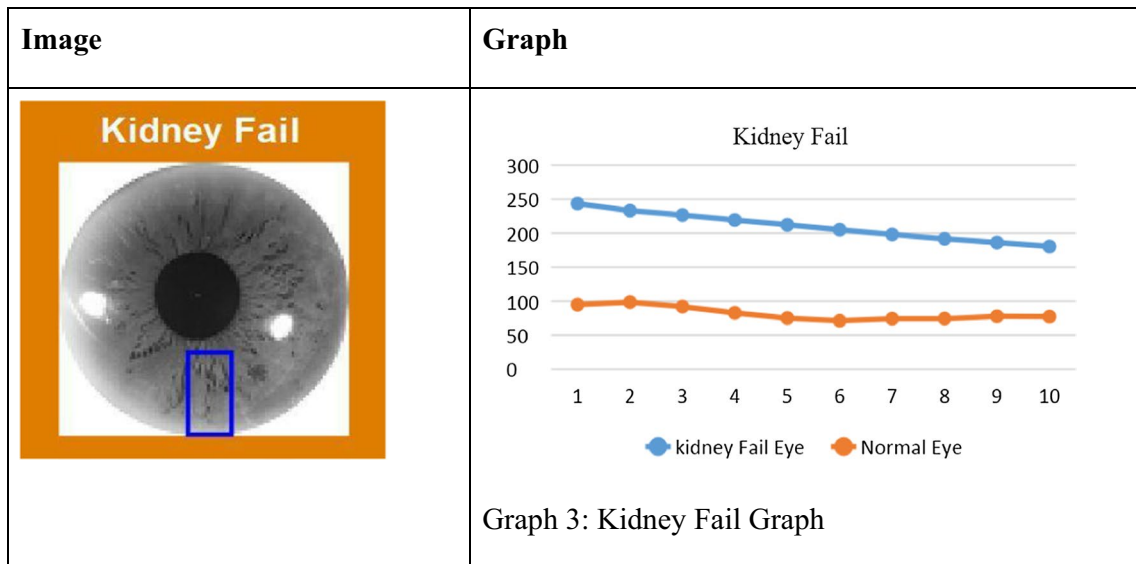 Image
Graph
Kidney Fail
Kidney Fail
300
250
200
150
100
50
0
1 2 3 4 5 6 7 8 9 10
kidney Fail Eye Normal Eye
Graph 3: Kidney Fail Graph